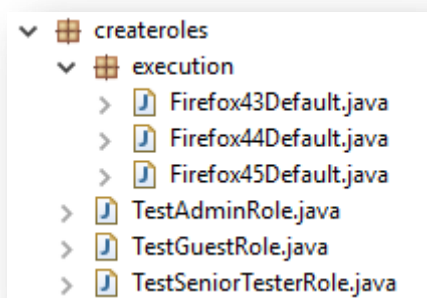 createroles
execution
Firefox43Default.java
Firefox44Default.java
Firefox45Default.java
TestAdminRole.java
TestGuestRole.java
TestSeniorTesterRole.java